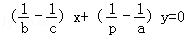 (1/b − 1/c) x+ (1/p − 1/a) y=0